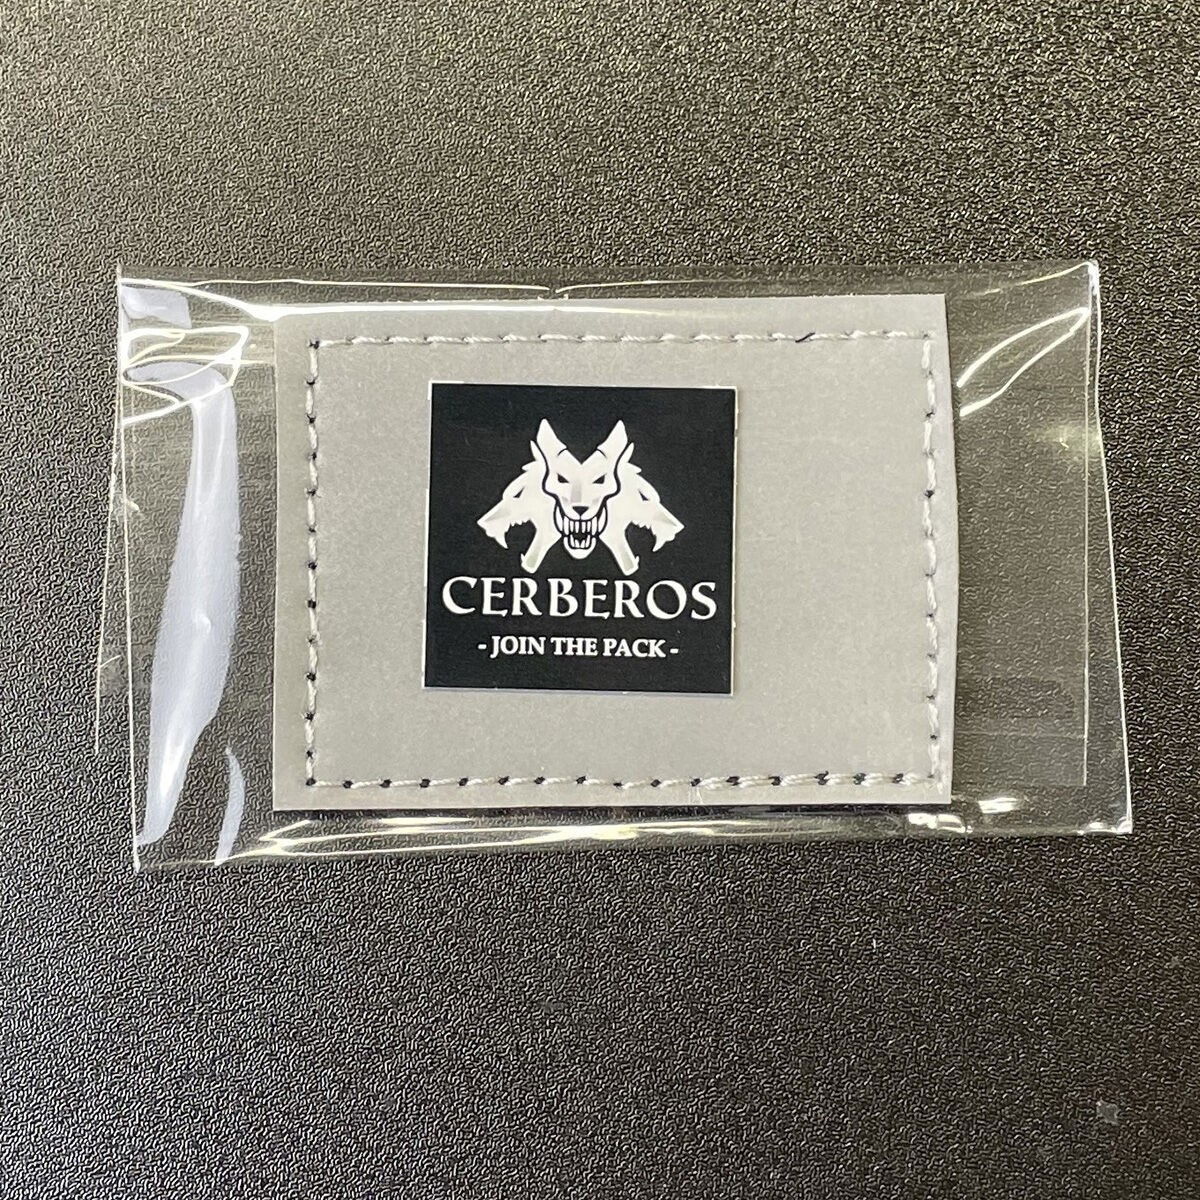 CERBEROS
- JOIN THE PACK -